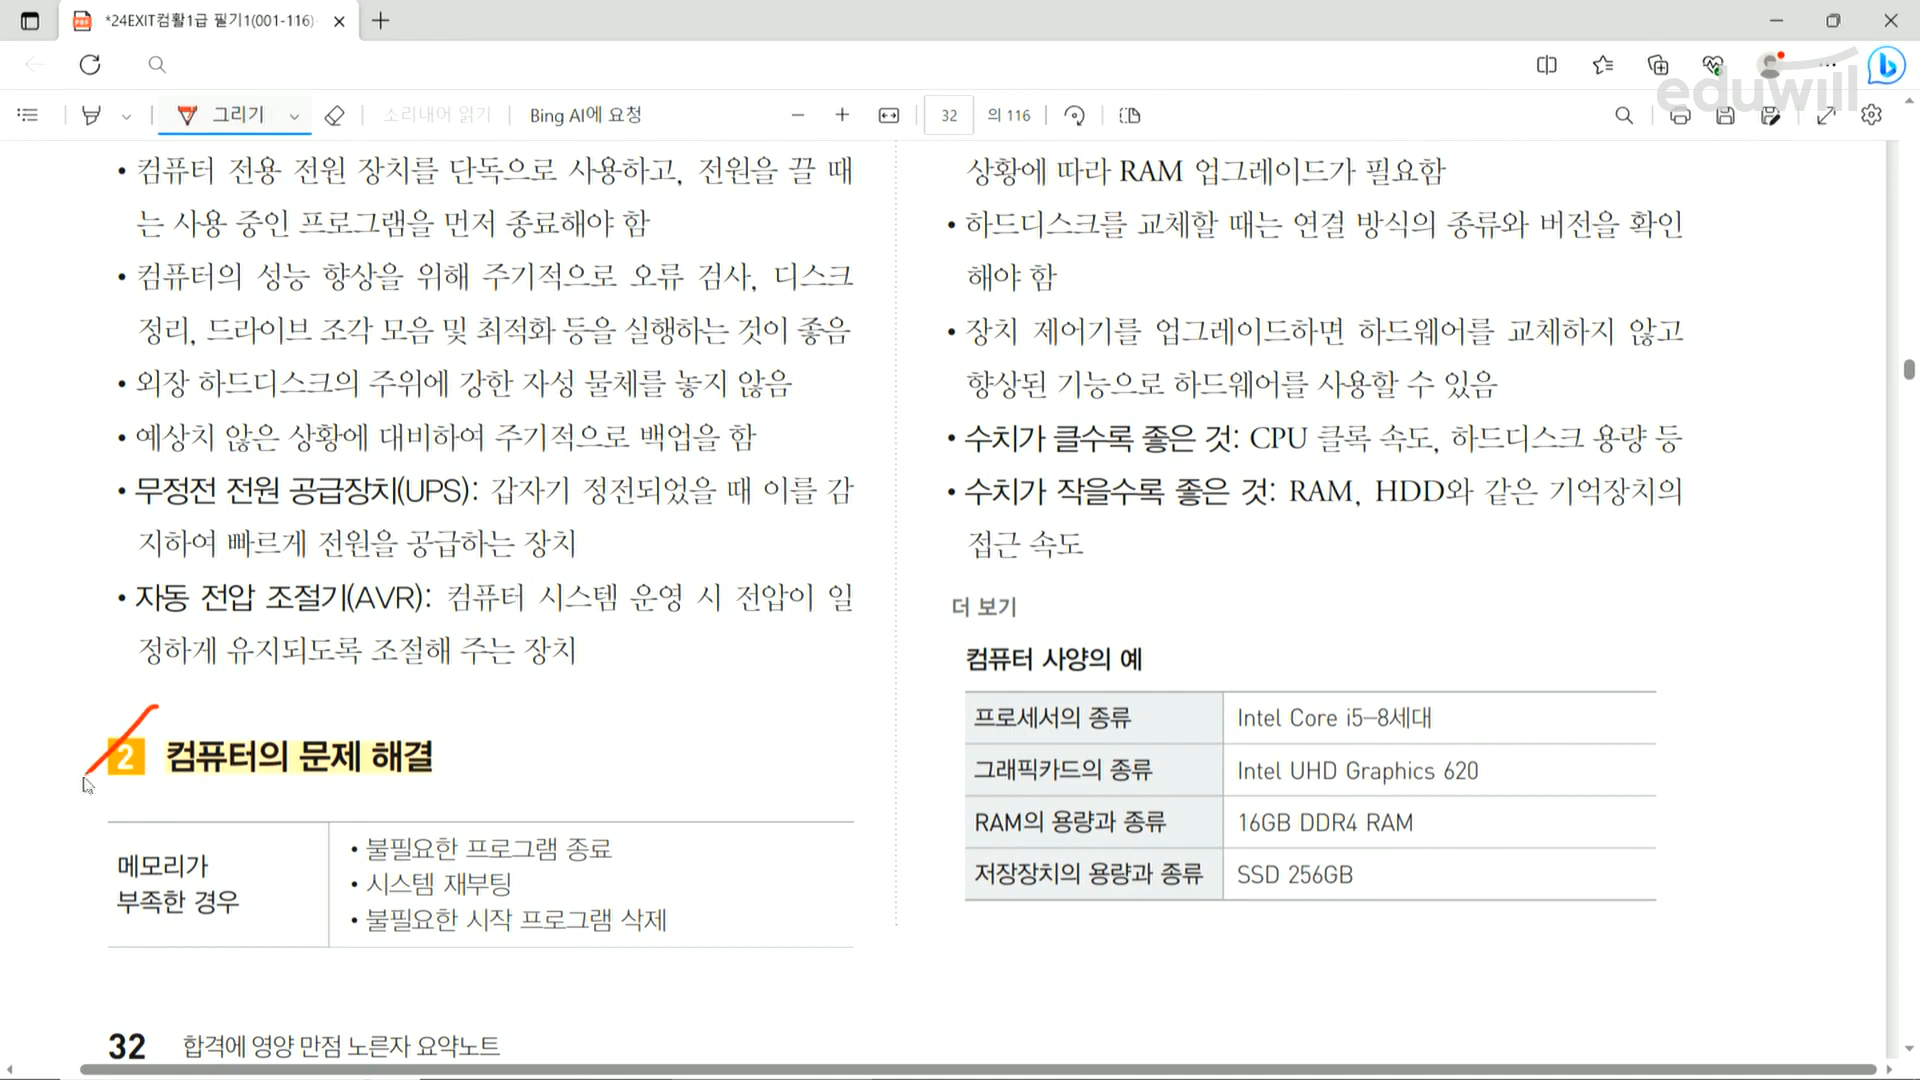 *24EXIT컴활1급 필기1(001-116)
eduwill
그리기
소리내어 읽기
Bing AI에 요청
32
의 116
• 컴퓨터 전용 전원 장치를 단독으로 사용하고, 전원을 끌 때
는 사용 중인 프로그램을 먼저 종료해야 함
• 컴퓨터의 성능 향상을 위해 주기적으로 오류 검사, 디스크
정리, 드라이브 조각 모음 및 최적화 등을 실행하는 것이 좋음
• 외장 하드디스크의 주위에 강한 자성 물체를 놓지 않음
• 예상치 않은 상황에 대비하여 주기적으로 백업을 함
• 무정전 전원 공급장치(UPS): 갑자기 정전되었을 때 이를 감
지하여 빠르게 전원을 공급하는 장치
• 자동 전압 조절기(AVR): 컴퓨터 시스템 운영 시 전압이 일
정하게 유지되도록 조절해 주는 장치
2 컴퓨터의 문제 해결
메모리가
부족한 경우
• 불필요한 프로그램 종료
• 시스템 재부팅
• 불필요한 시작 프로그램 삭제
32 합격에 영양 만점 노른자 요약노트
상황에 따라 RAM 업그레이드가 필요함
• 하드디스크를 교체할 때는 연결 방식의 종류와 버전을 확인
해야 함
• 장치 제어기를 업그레이드하면 하드웨어를 교체하지 않고
향상된 기능으로 하드웨어를 사용할 수 있음
• 수치가 클수록 좋은 것: CPU 클록 속도, 하드디스크 용량 등
• 수치가 작을수록 좋은 것: RAM, HDD와 같은 기억장치의
접근 속도
더 보기
컴퓨터 사양의 예
프로세서의 종류 Intel Core i5–8세대
그래픽카드의 종류 Intel UHD Graphics 620
RAM의 용량과 종류 16GB DDR4 RAM
저장장치의 용량과 종류 SSD 256GB